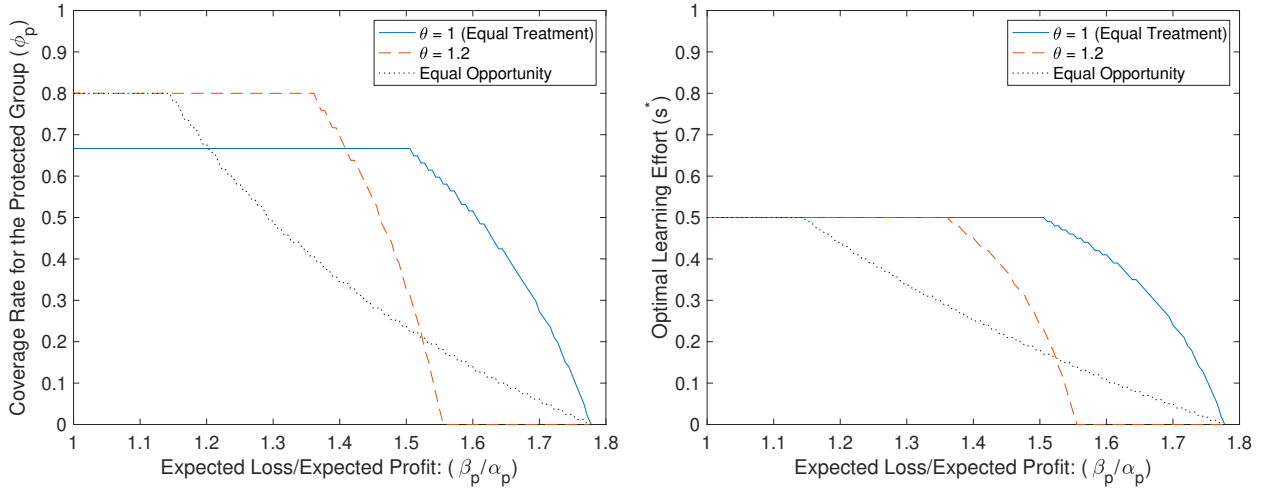 1
0.9
0.8
0.7
0.6
0.5
0.4
0.3
0.2
0.1
0
Coverage Rate for the Protected Group (ϕp)
θ = 1 (Equal Treatment)
θ = 1.2
Equal Opportunity
1 1.1 1.2 1.3 1.4 1.5 1.6 1.7 1.8
Expected Loss/Expected Profit: ( βp/αp)
1
0.9
0.8
0.7
0.6
0.5
0.4
0.3
0.2
0.1
0
Optimal Learning Effort (s*)
θ = 1 (Equal Treatment)
θ = 1.2
Equal Opportunity
1 1.1 1.2 1.3 1.4 1.5 1.6 1.7 1.8
Expected Loss/Expected Profit: ( βp/αp)